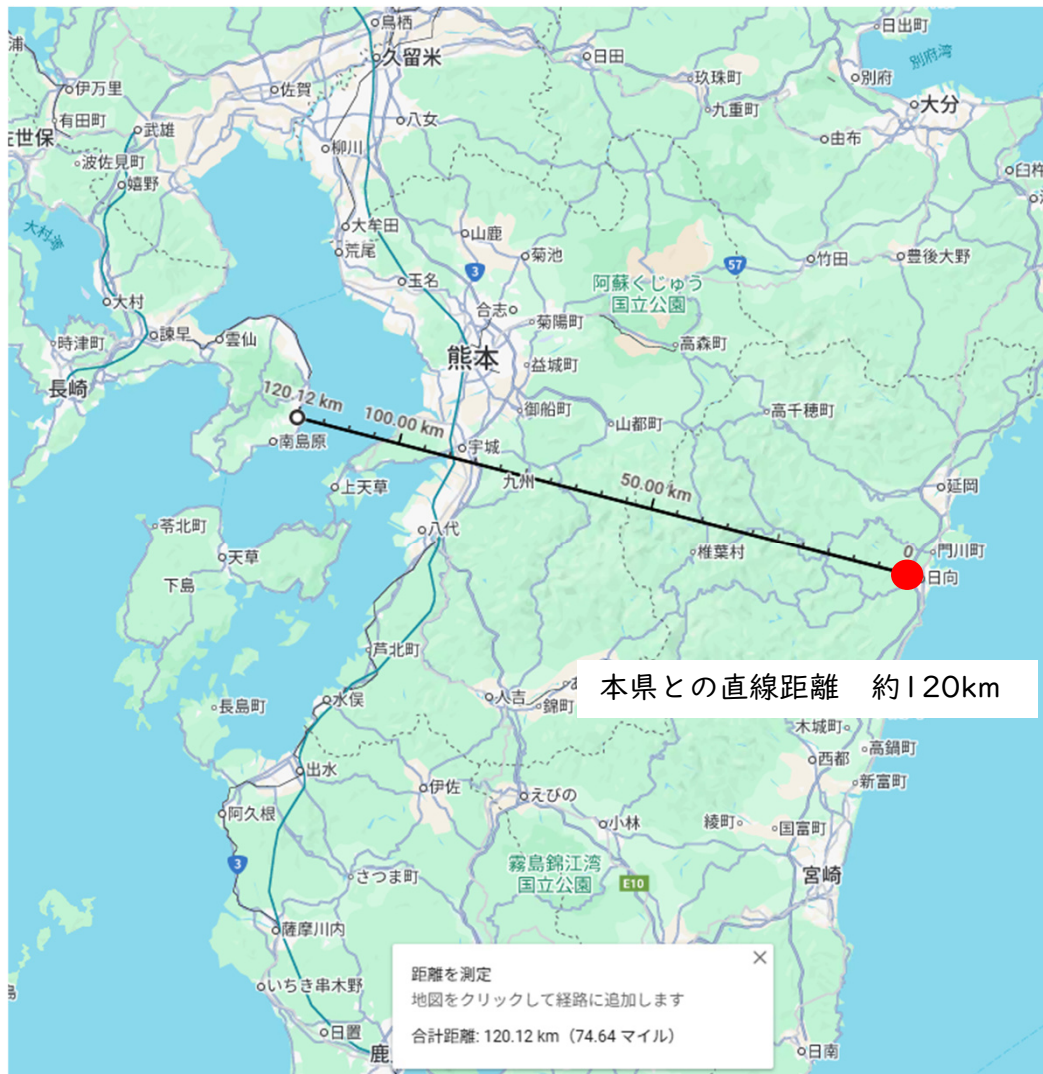 鳥栖
日出町
浦
久留米
別府湾
日田
伊万里
佐賀
玖珠町
別府
有田町
八女
九重町
大分
佐世保
武雄
柳川
由布
波佐見町
臼杵
嬉野
大村湾
大牟田
山鹿
荒尾
菊池
57
竹田
豊後大野
3
玉名
阿蘇くじゅう
国立公園
大村
合志
菊陽町
時津町
諫早
雲仙
高森町
熊本
益城町
長崎
120.12 km
100.00 km
御船町
高千穂町
山都町
南島原
宇城
九州
50.00 km
上天草
延岡
苓北町
八代
天草
椎葉村
0
門川町
下島
日向
芦北町
本県との直線距離 約120km
人吉
あ
錦町
長島町
水俣
木城町
高鍋町
西都
出水
新富町
伊佐
えびの
阿久根
小林
綾町
国富町
3
霧島錦江湾
国立公園
さつま町
E10
宮崎
薩摩川内
距離を測定
地図をクリックして経路に追加します
いちき串木野
島
合計距離: 120.12 km（74.64 マイル）
日置
鹿
日南